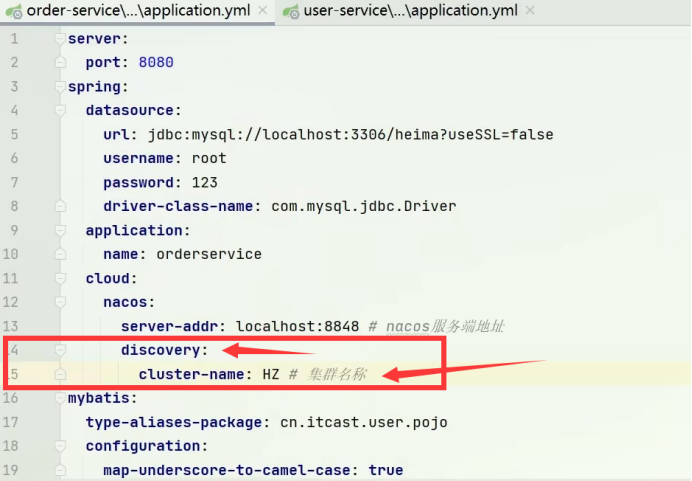 order-service\...\application.yml × user-service\...\application.yml ×
1 server:
2 port: 8080
3 spring:
4 datasource:
5 url: jdbc:mysql://localhost:3306/heima?useSSL=false
6 username: root
7 password: 123
8 driver-class-name: com.mysql.jdbc.Driver
9 application:
10 name: orderservice
11 cloud:
12 nacos:
13 server-addr: localhost:8848 # nacos服务端地址
14 discovery:
15 cluster-name: HZ # 集群名称
16 mybatis:
17 type-aliases-package: cn.itcast.user.pojo
18 configuration:
19 map-underscore-to-camel-case: true